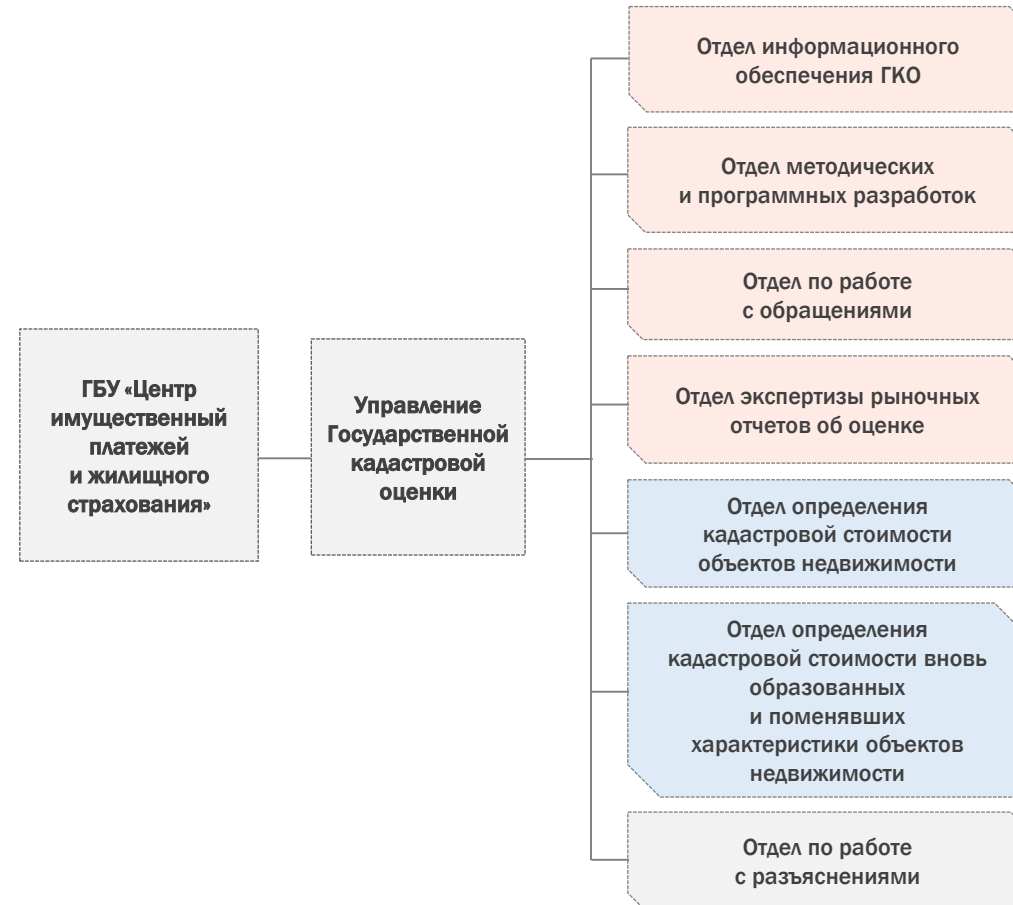 ГБУ «Центр
имущественный
платежей
и жилищного
страхования»
Управление
Государственной
кадастровой
оценки
Отдел информационного
обеспечения ГКО
Отдел методических
и программных разработок
Отдел по работе
с обращениями
Отдел экспертизы рыночных
отчетов об оценке
Отдел определения
кадастровой стоимости
объектов недвижимости
Отдел определения
кадастровой стоимости вновь
образованных
и поменявших
характеристики объектов
недвижимости
Отдел по работе
с разъяснениями